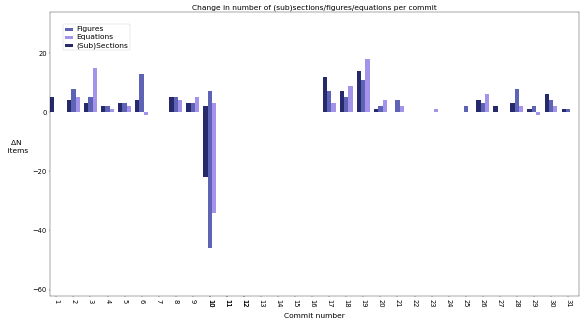 Change in number of (sub)sections/figures/equations per commit
Figures
Equations
(Sub)Sections
20
0
−20
−40
−60
ΔN
items
1 2 3 4 5 6 7 8 9 10 11 12 13 14 15 16 17 18 19 20 21 22 23 24 25 26 27 28 29 30 31
Commit number